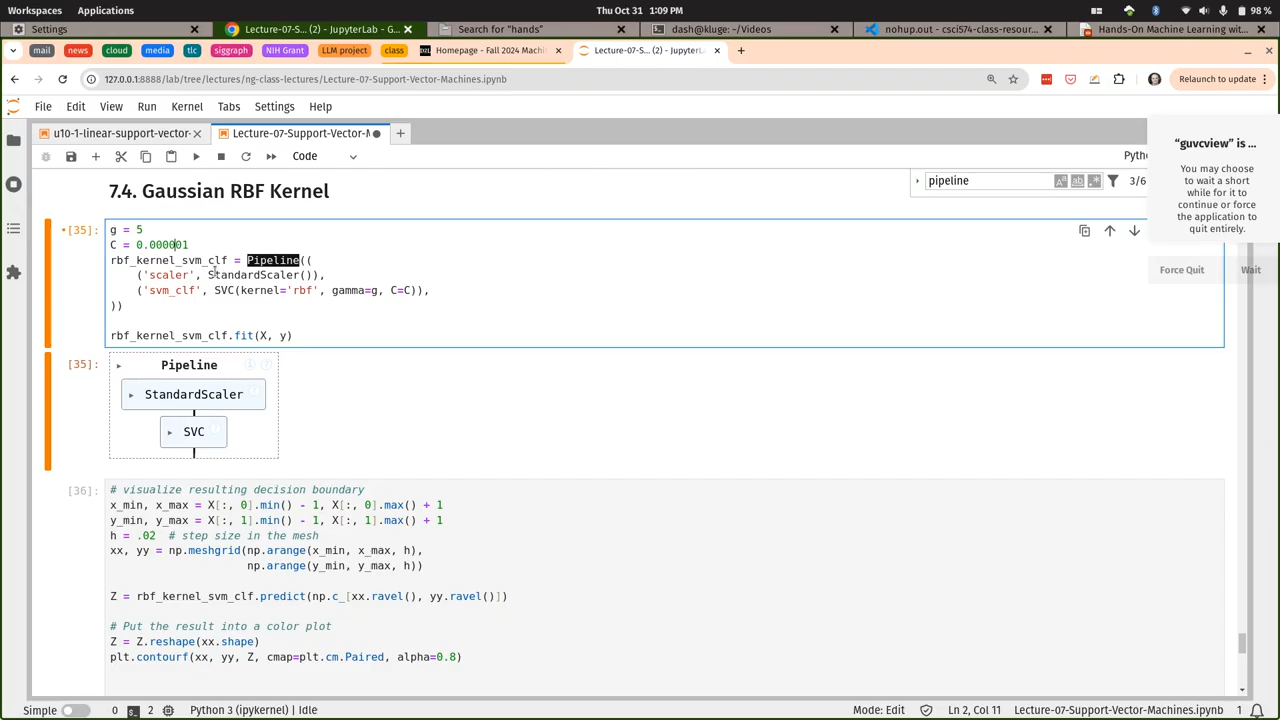 Workspaces Applications Thu Oct 31 1:09 PM 98 %
Settings Lecture-07-S... (2) - JupyterLab - G... Search for "hands" dash@kluge: ~/Videos nohup.out - csci574-class-resour... Hands-On Machine Learning wit...
mail news cloud media tlc siggraph NIH Grant LLM project class Homepage - Fall 2024 Machin... Lecture-07-S... (2) - JupyterL...
127.0.0.1:8888/lab/tree/lectures/ng-class-lectures/Lecture-07-Support-Vector-Machines.ipynb Relaunch to update
File Edit View Run Kernel Tabs Settings Help
u10-1-linear-support-vector- Lecture-07-Support-Vector-M
"guvcview" is ...
Code Pytho
You may choose
to wait a short
while for it to
continue or force
the application to
quit entirely.
Force Quit Wait
pipeline 3/6
7.4. Gaussian RBF Kernel
[35]: g = 5
C = 0.000001
rbf_kernel_svm_clf = Pipeline((
('scaler', StandardScaler()),
('svm_clf', SVC(kernel='rbf', gamma=g, C=C)),
))
rbf_kernel_svm_clf.fit(X, y)
[35]: Pipeline
StandardScaler
SVC
[36]: # visualize resulting decision boundary
x_min, x_max = X[:, 0].min() - 1, X[:, 0].max() + 1
y_min, y_max = X[:, 1].min() - 1, X[:, 1].max() + 1
h = .02 # step size in the mesh
xx, yy = np.meshgrid(np.arange(x_min, x_max, h),
np.arange(y_min, y_max, h))
Z = rbf_kernel_svm_clf.predict(np.c_[xx.ravel(), yy.ravel()])
# Put the result into a color plot
Z = Z.reshape(xx.shape)
plt.contourf(xx, yy, Z, cmap=plt.cm.Paired, alpha=0.8)
Simple 0 2 Python 3 (ipykernel) | Idle Mode: Edit Ln 2, Col 11 Lecture-07-Support-Vector-Machines.ipynb 1